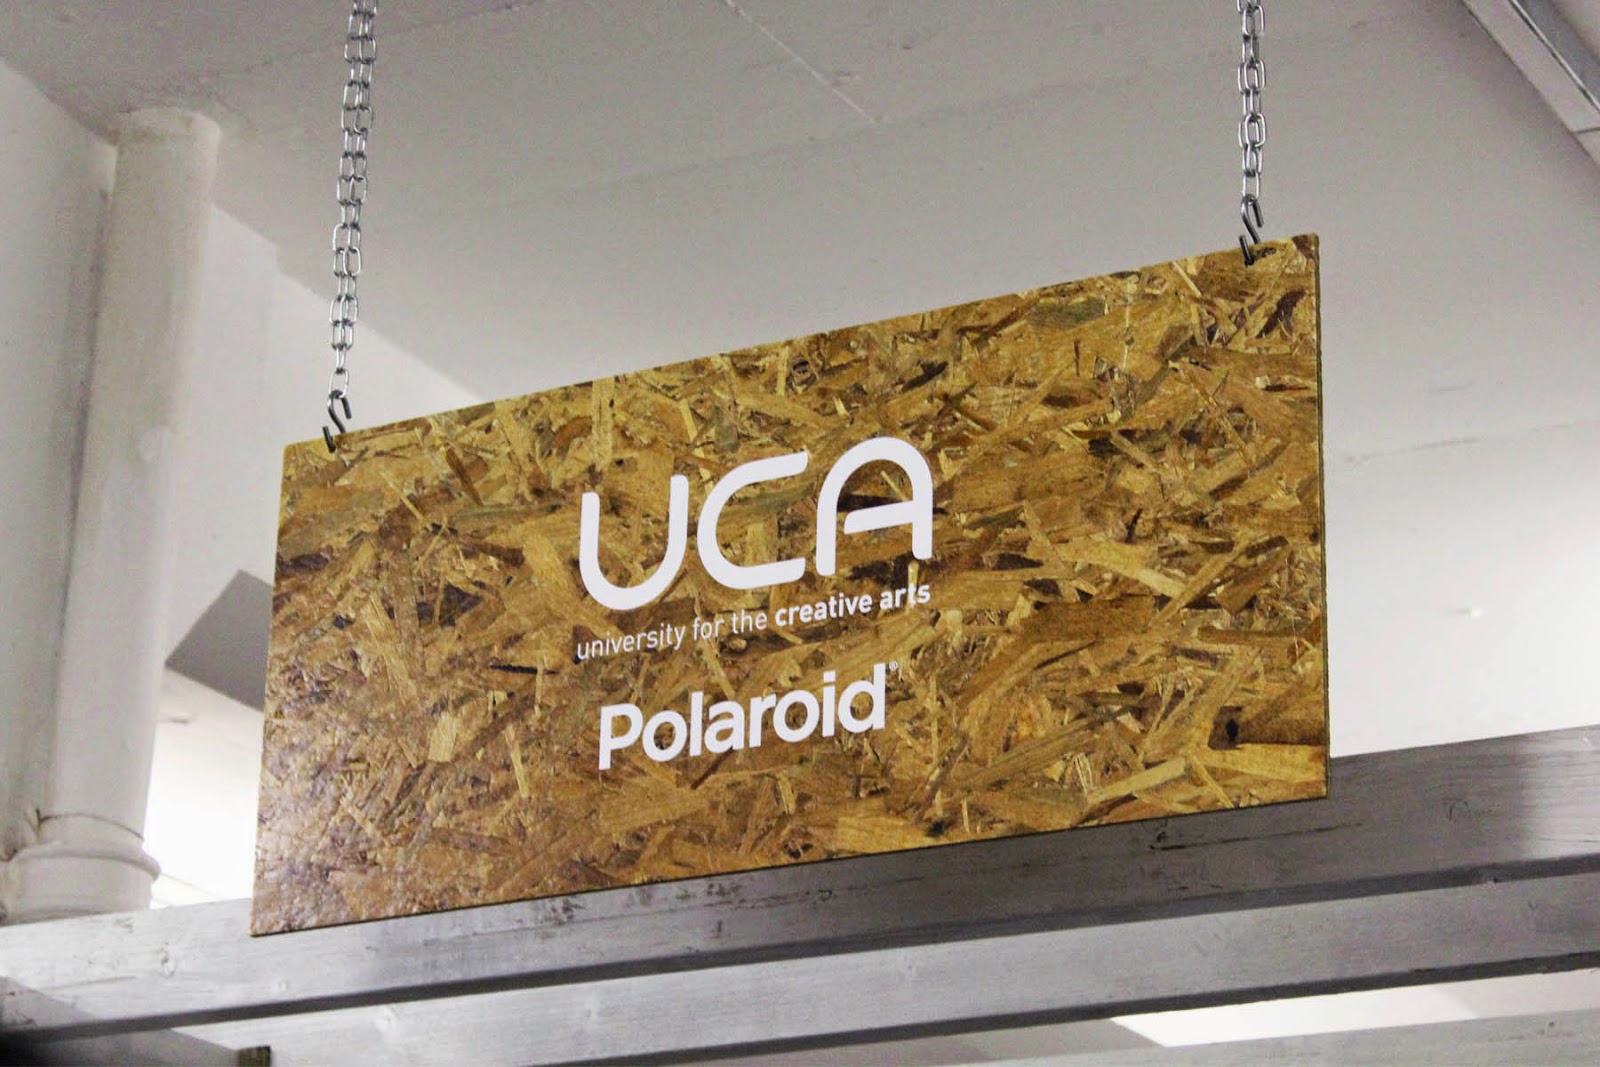 UCA
university for the creative arts
Polaroid®